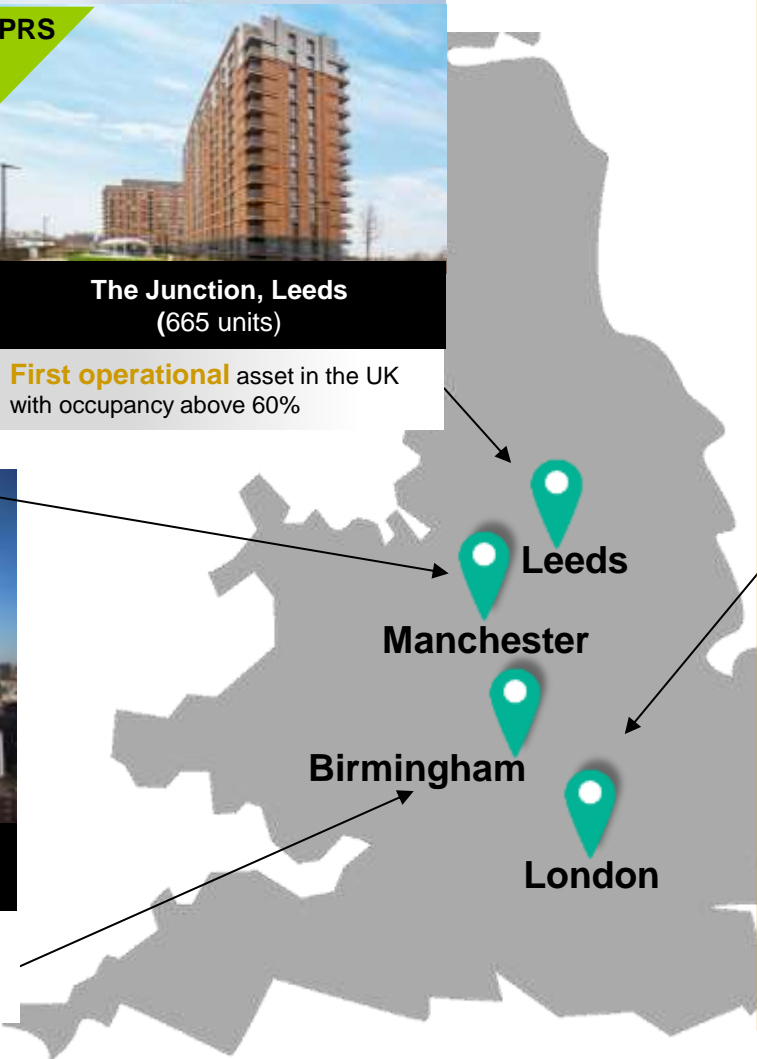 PRS
The Junction, Leeds
(665 units)
First operational asset in the UK
with occupancy above 60%
Leeds
Manchester
Birmingham
London